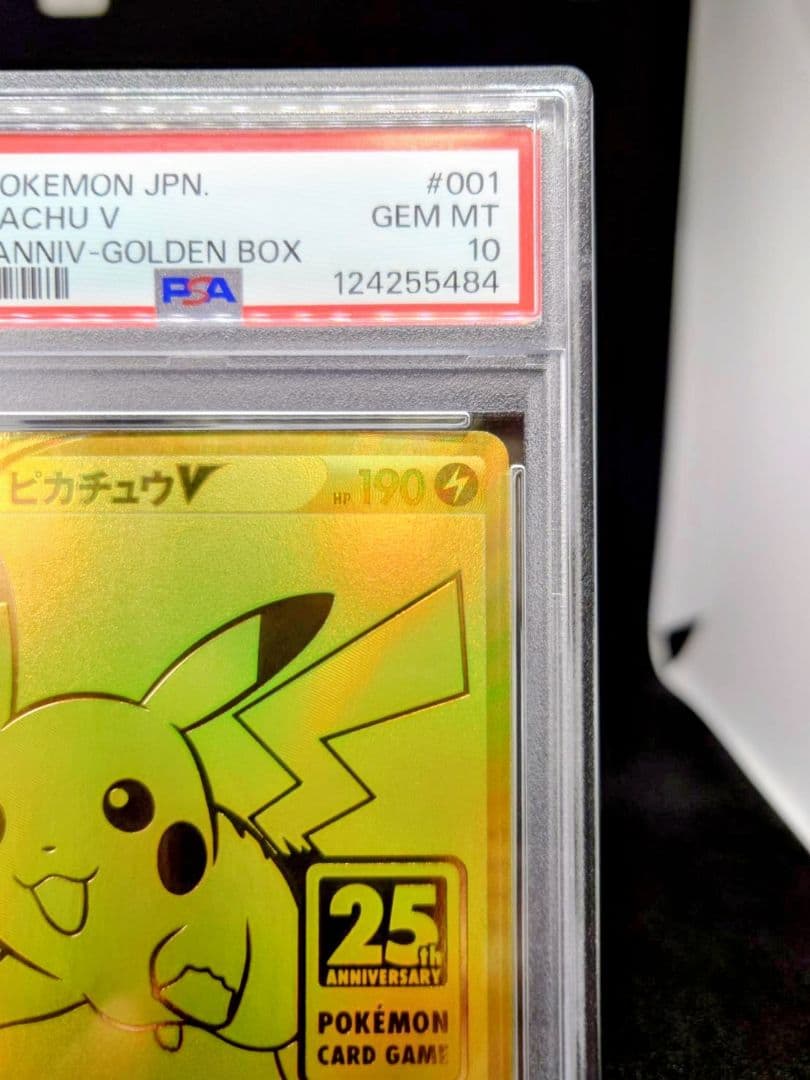 OKEMON JPN. #001
ACHU V GEM MT
ANNIV-GOLDEN BOX 10
PSA 124255484
ピカチュウV HP 190
25th
ANNIVERSARY
POKÉMON
CARD GAME